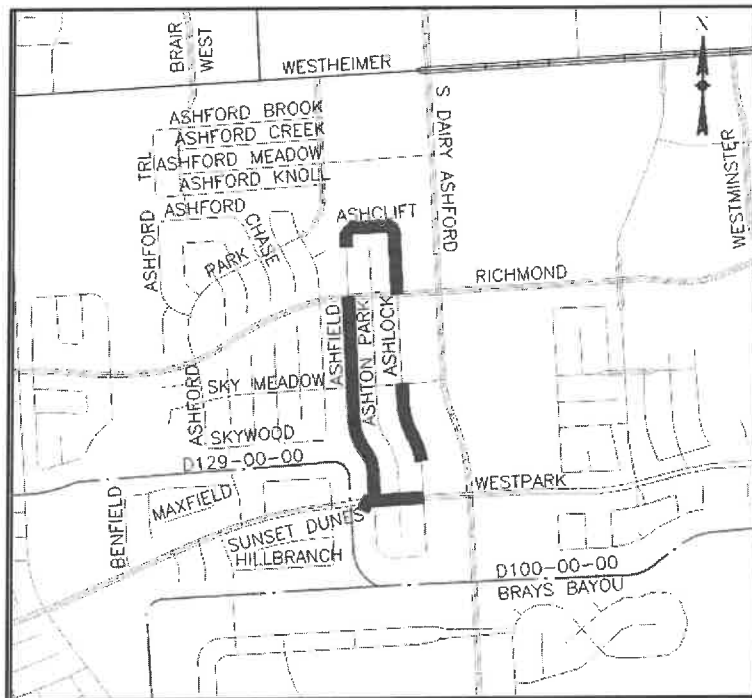 BRAIR
WEST
WESTHEIMER
N
ASHFORD BROOK
ASHFORD CREEK
ASHFORD MEADOW
ASHFORD KNOLL
TRL
ASHFORD
ASHFORD
CHASE
PARK
ASHCLIFT
S DAIRY ASHFORD
WESTMINSTER
RICHMOND
ASHFIELD
ASHTON PARK
ASHLOCK
SKY MEADOW
ASHFORD
SKYWOOD
D129-00-00
MAXFIELD
BENFIELD
WESTPARK
SUNSET DUNES
HILLBRANCH
D100-00-00
BRAYS BAYOU